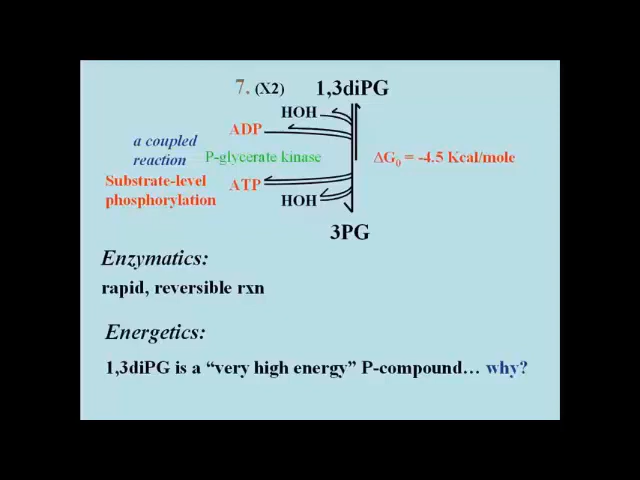 7. (X2) 1,3diPG
HOH
ADP
a coupled
reaction
P-glycerate kinase
ΔG₀ = -4.5 Kcal/mole
Substrate-level
phosphorylation
ATP
HOH
3PG
Enzymatics:
rapid, reversible rxn
Energetics:
1,3diPG is a “very high energy” P-compound… why?